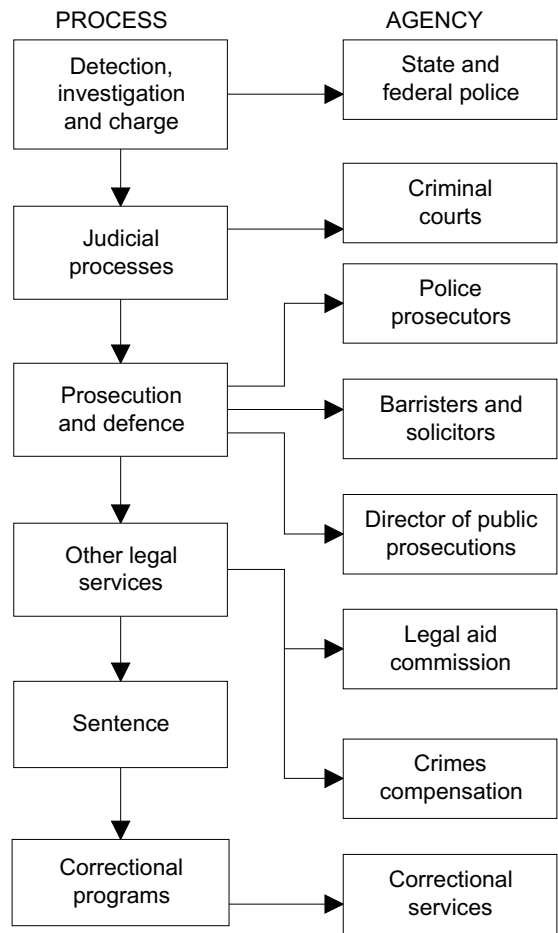 PROCESS
AGENCY
Detection,
investigation
and charge
State and
federal police
Judicial
processes
Criminal
courts
Police
prosecutors
Prosecution
and defence
Barristers and
solicitors
Director of public
prosecutions
Other legal
services
Legal aid
commission
Sentence
Crimes
compensation
Correctional
programs
Correctional
services